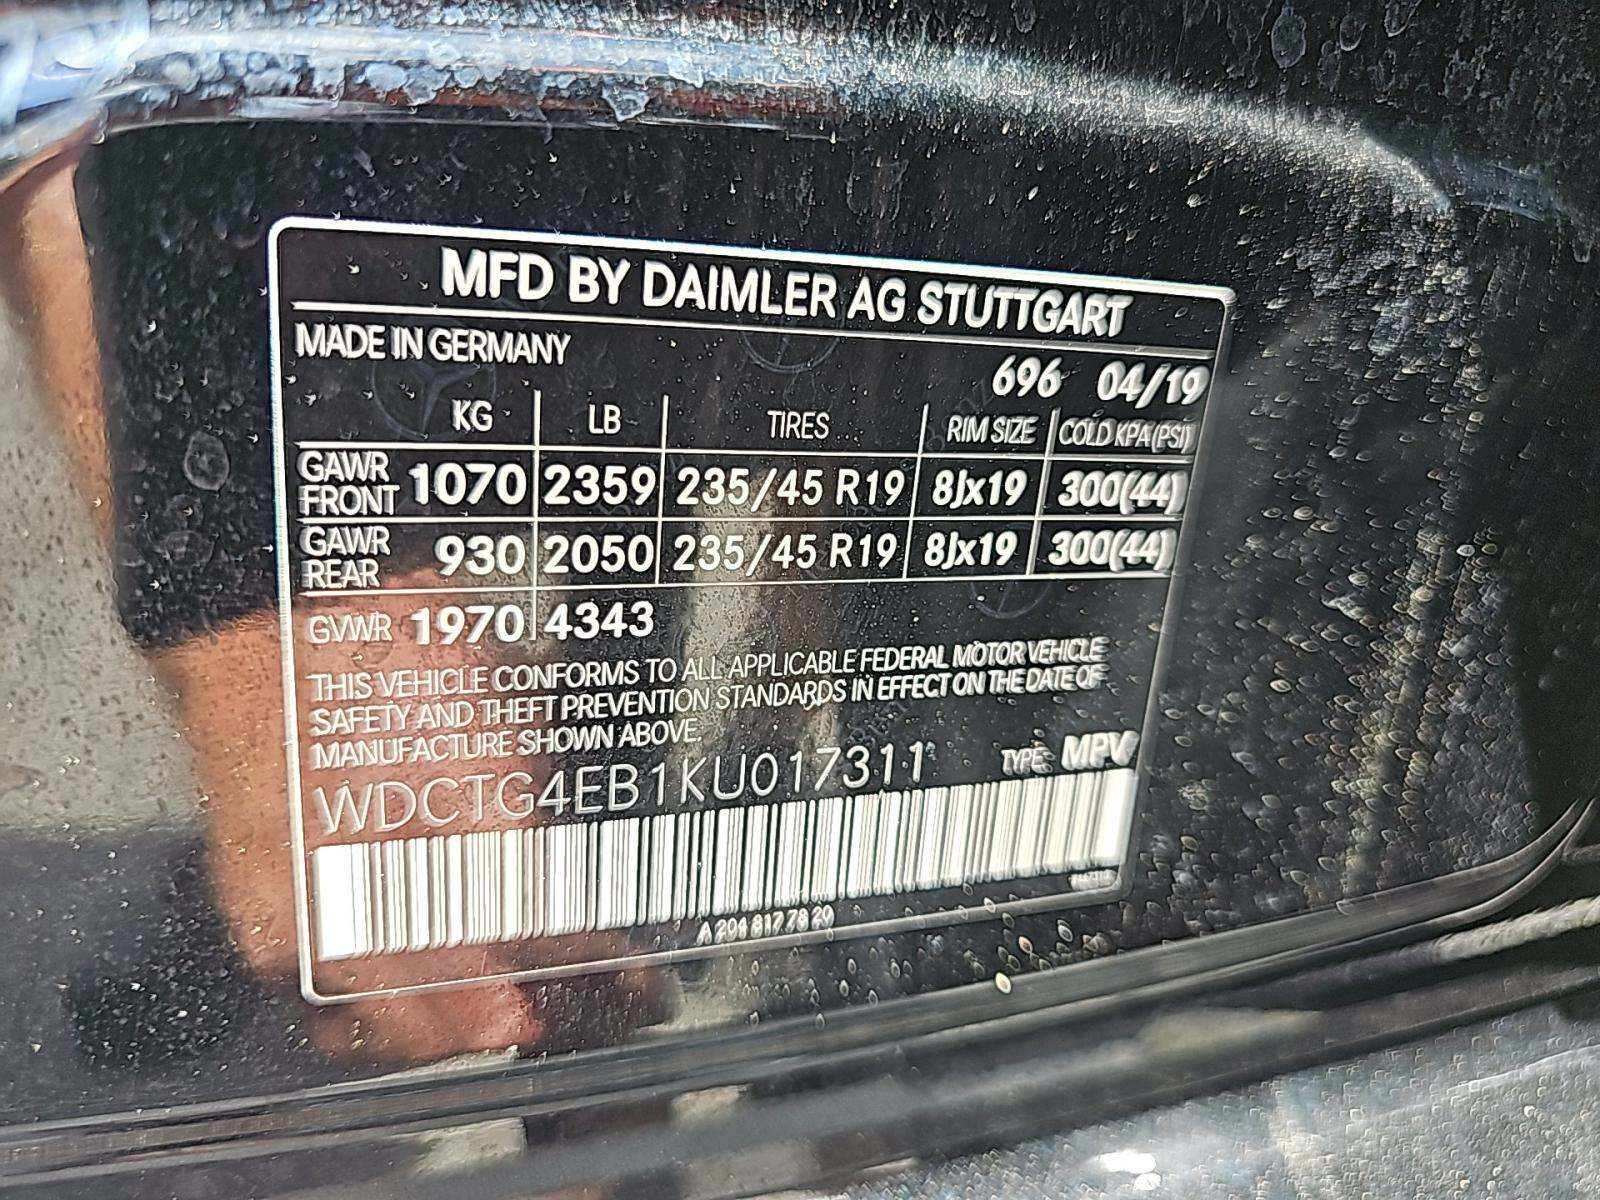 MFD BY DAIMLER AG STUTTGART
MADE IN GERMANY
696 04/19
KG LB TIRES RIM SIZE COLD KPA(PSI)
GAWR FRONT 1070 2359 235/45 R19 8Jx19 300(44)
GAWR REAR 930 2050 235/45 R19 8Jx19 300(44)
GVWR 1970 4343
THIS VEHICLE CONFORMS TO ALL APPLICABLE FEDERAL MOTOR VEHICLE
SAFETY AND THEFT PREVENTION STANDARDS IN EFFECT ON THE DATE OF
MANUFACTURE SHOWN ABOVE.
WDCTG4EB1KU017311 TYPE: MPV
A 204 817 78 20